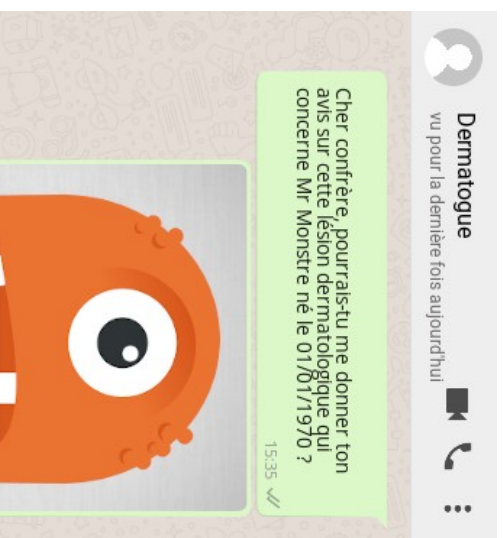 Dermatogue
vu pour la dernière fois aujourd'hui
Cher confrère, pourrais-tu me donner ton
avis sur cette lésion dermatologique qui
concerne Mr Monstre né le 01/01/1970 ?
15:35